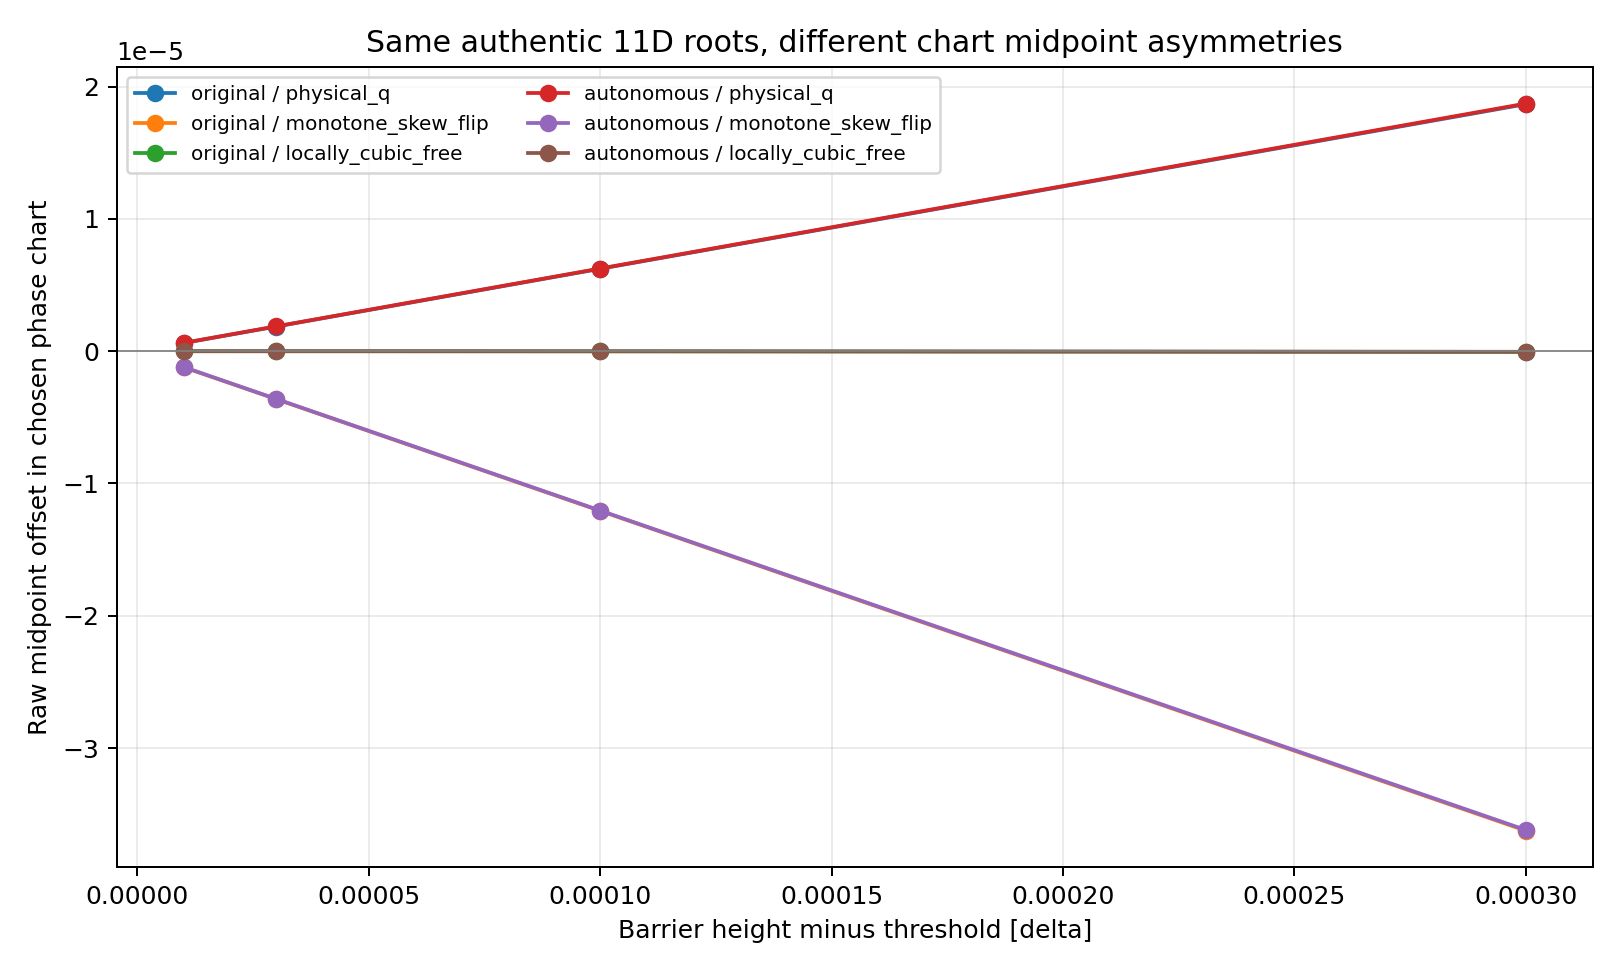 Same authentic 11D roots, different chart midpoint asymmetries
1e−5
original / physical_q
original / monotone_skew_flip
original / locally_cubic_free
autonomous / physical_q
autonomous / monotone_skew_flip
autonomous / locally_cubic_free
Raw midpoint offset in chosen phase chart
2
1
0
−1
−2
−3
0.00000 0.00005 0.00010 0.00015 0.00020 0.00025 0.00030
Barrier height minus threshold [delta]